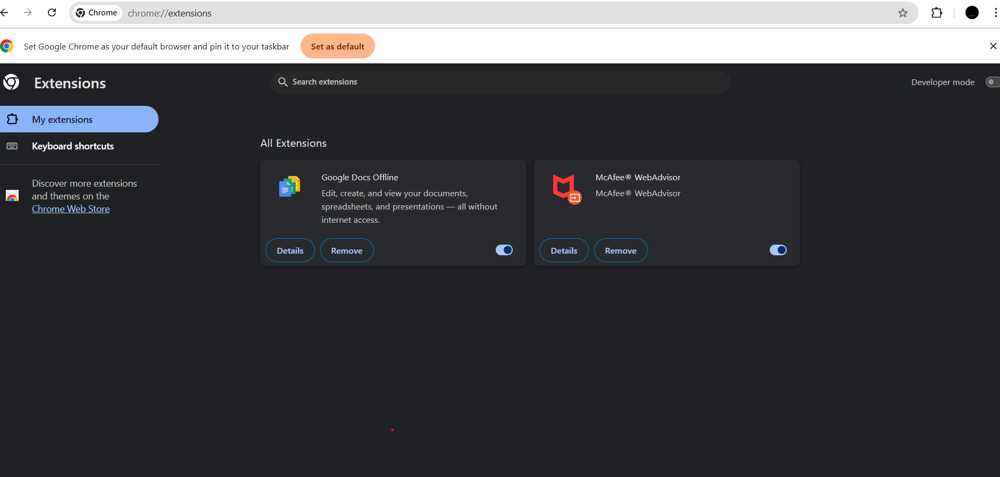 Chrome
chrome://extensions
Set Google Chrome as your default browser and pin it to your taskbar
Set as default
Extensions
Search extensions
Developer mode
My extensions
Keyboard shortcuts
Discover more extensions
and themes on the
Chrome Web Store
All Extensions
Google Docs Offline
Edit, create, and view your documents,
spreadsheets, and presentations — all without
internet access.
Details
Remove
McAfee® WebAdvisor
McAfee® WebAdvisor
Details
Remove